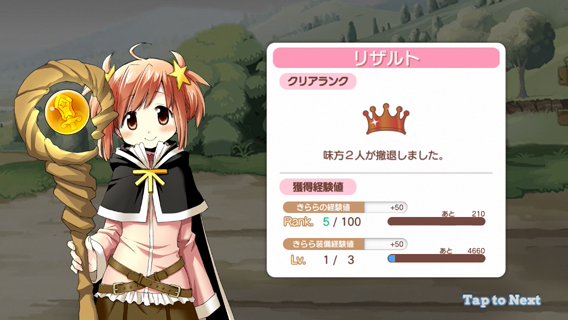 リザルト
クリアランク
味方2人が撤退しました。
獲得経験値
きららの経験値 +50
あと 210
Rank. 5 / 100
きらら装備経験値 +50
あと 4660
Lv. 1 / 3
Tap to Next